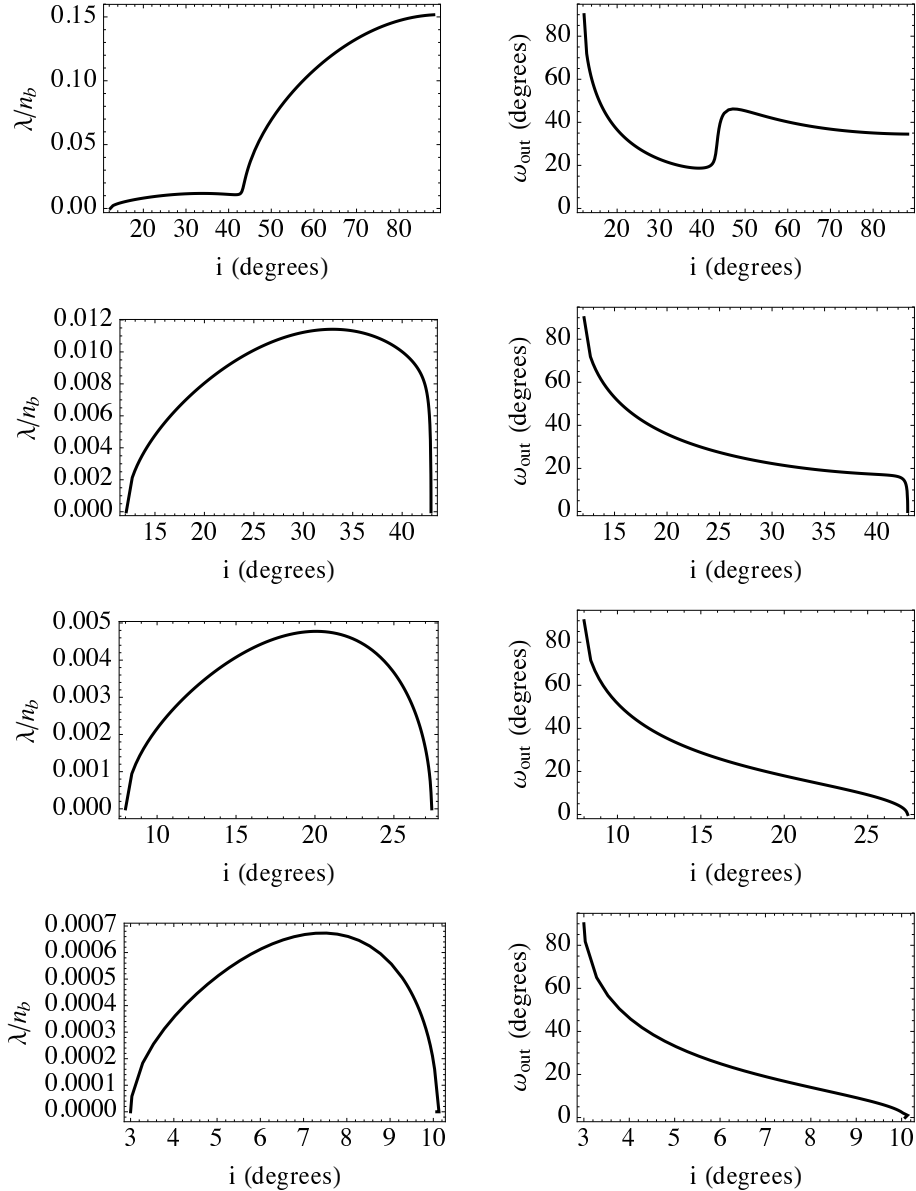 0.15
0.10
0.05
0.00
λ/n_b
20 30 40 50 60 70 80
i (degrees)
80
60
40
20
0
ω_out (degrees)
20 30 40 50 60 70 80
i (degrees)
0.012
0.010
0.008
0.006
0.004
0.002
0.000
λ/n_b
15 20 25 30 35 40
i (degrees)
80
60
40
20
0
ω_out (degrees)
15 20 25 30 35 40
i (degrees)
0.005
0.004
0.003
0.002
0.001
0.000
λ/n_b
10 15 20 25
i (degrees)
80
60
40
20
0
ω_out (degrees)
10 15 20 25
i (degrees)
0.0007
0.0006
0.0005
0.0004
0.0003
0.0002
0.0001
0.0000
λ/n_b
3 4 5 6 7 8 9 10
i (degrees)
80
60
40
20
0
ω_out (degrees)
3 4 5 6 7 8 9 10
i (degrees)